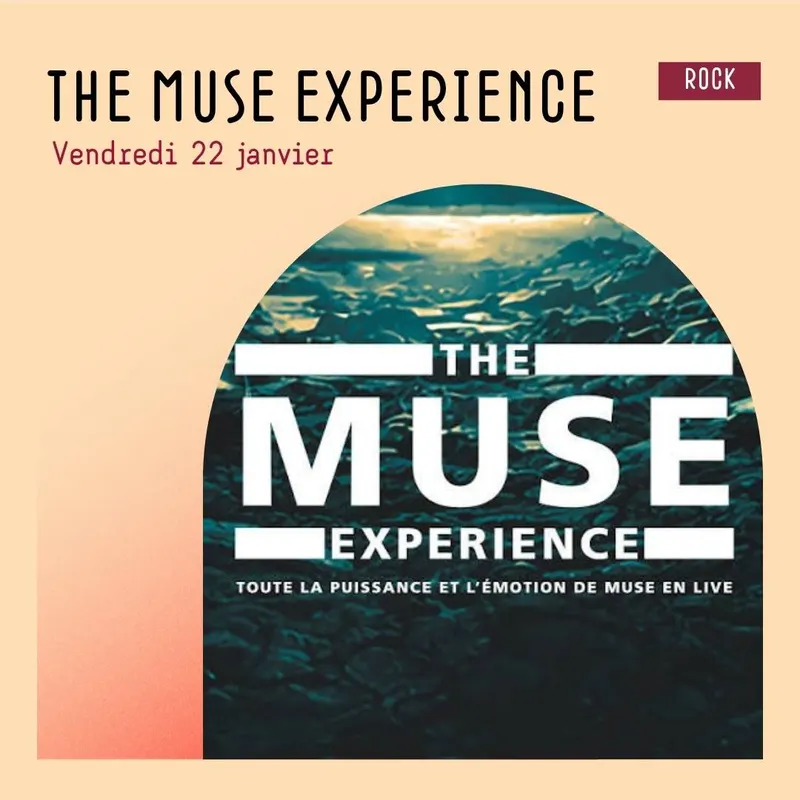 THE MUSE EXPERIENCE
ROCK
Vendredi 22 janvier
THE
MUSE
EXPERIENCE
TOUTE LA PUISSANCE ET L'ÉMOTION DE MUSE EN LIVE